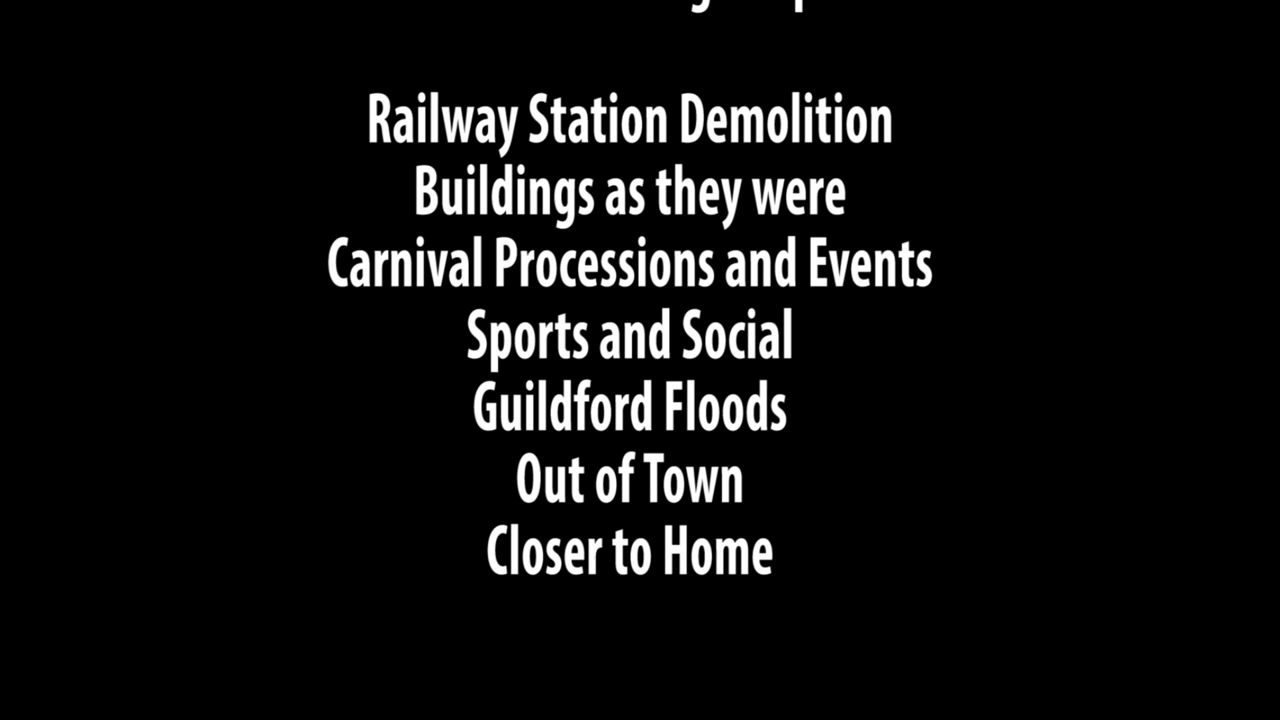 Railway Station Demolition
Buildings as they were
Carnival Processions and Events
Sports and Social
Guildford Floods
Out of Town
Closer to Home